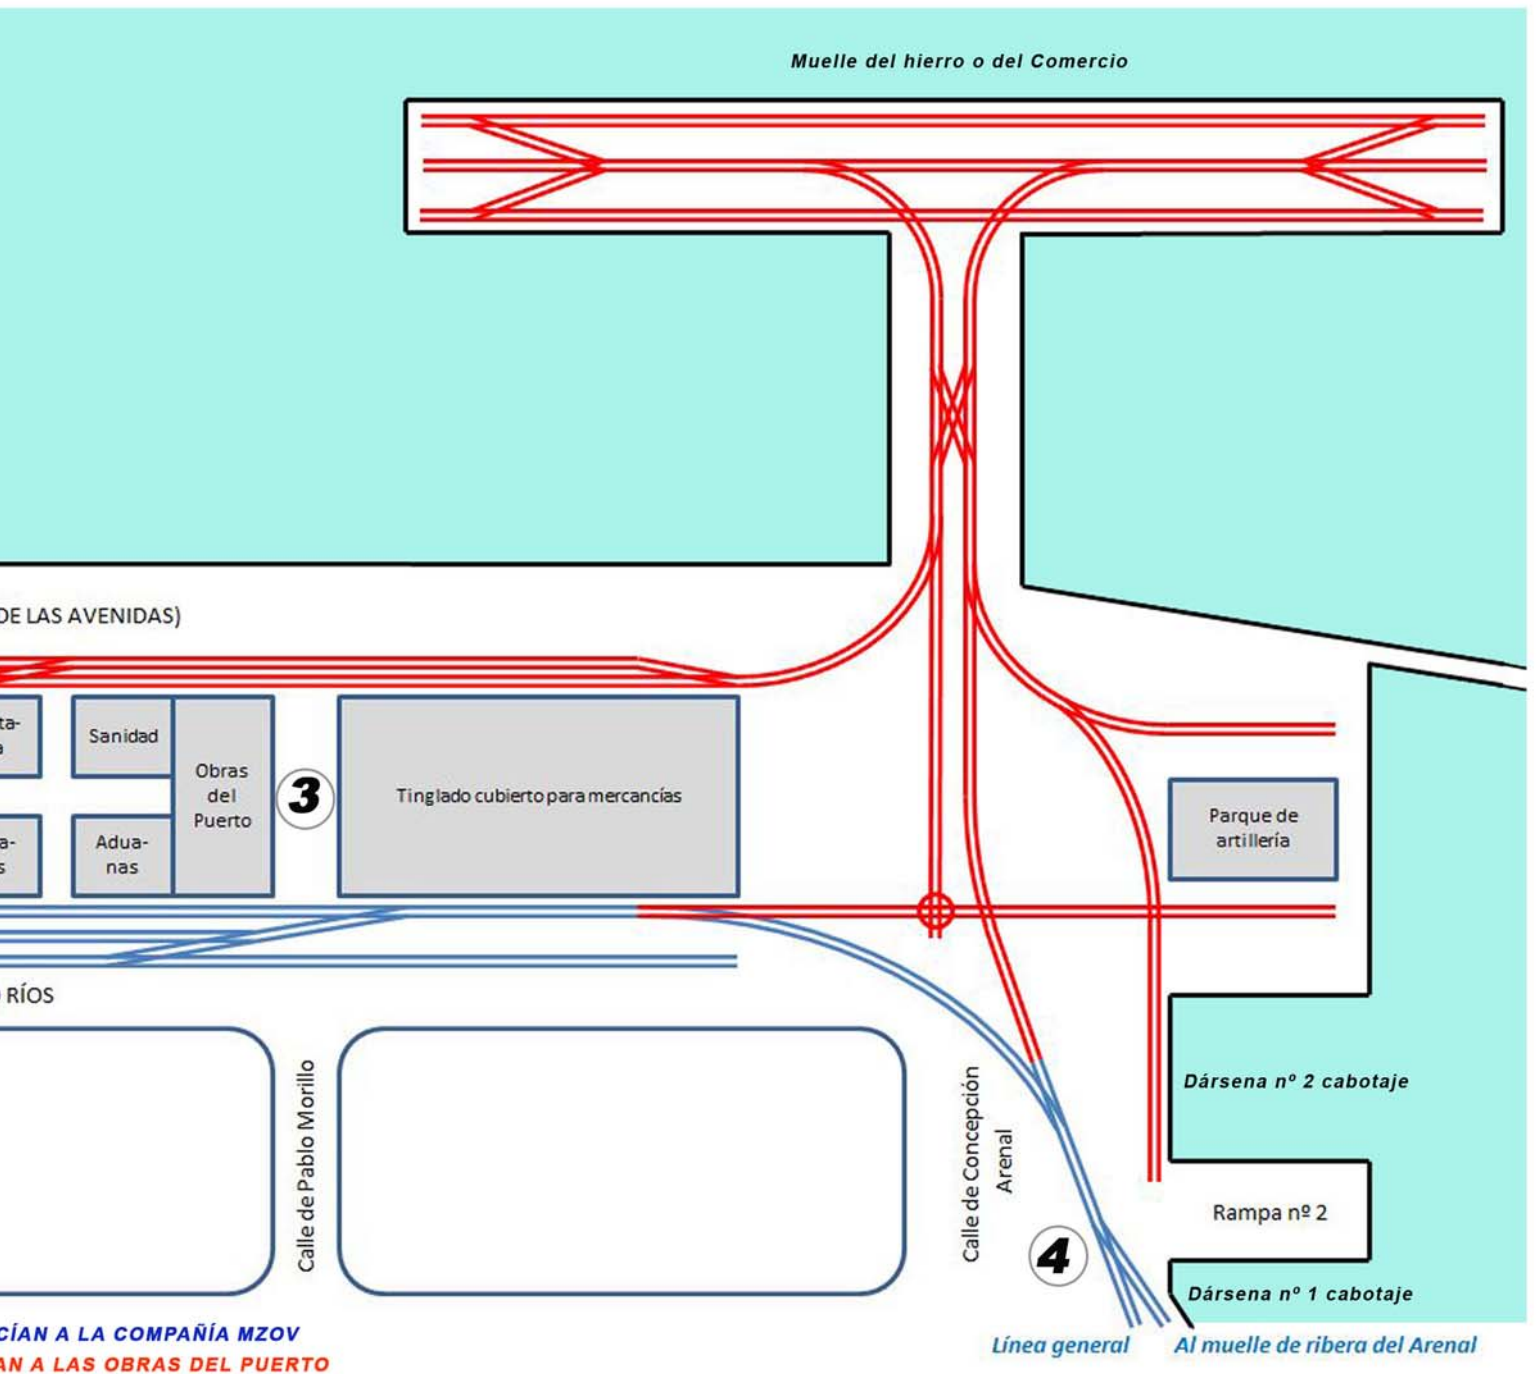 Muelle del hierro o del Comercio
DE LAS AVENIDAS)
ta-
a
Sanidad
Obras
del
Puerto
3
Tinglado cubierto para mercancías
Parque de
artillería
a-
s
Adua-
nas
RÍOS
Calle de Pablo Morillo
Calle de Concepción
Arenal
Dársena nº 2 cabotaje
Rampa nº 2
4
Dársena nº 1 cabotaje
CÍAN A LA COMPAÑÍA MZOV
Línea general
Al muelle de ribera del Arenal
AN A LAS OBRAS DEL PUERTO